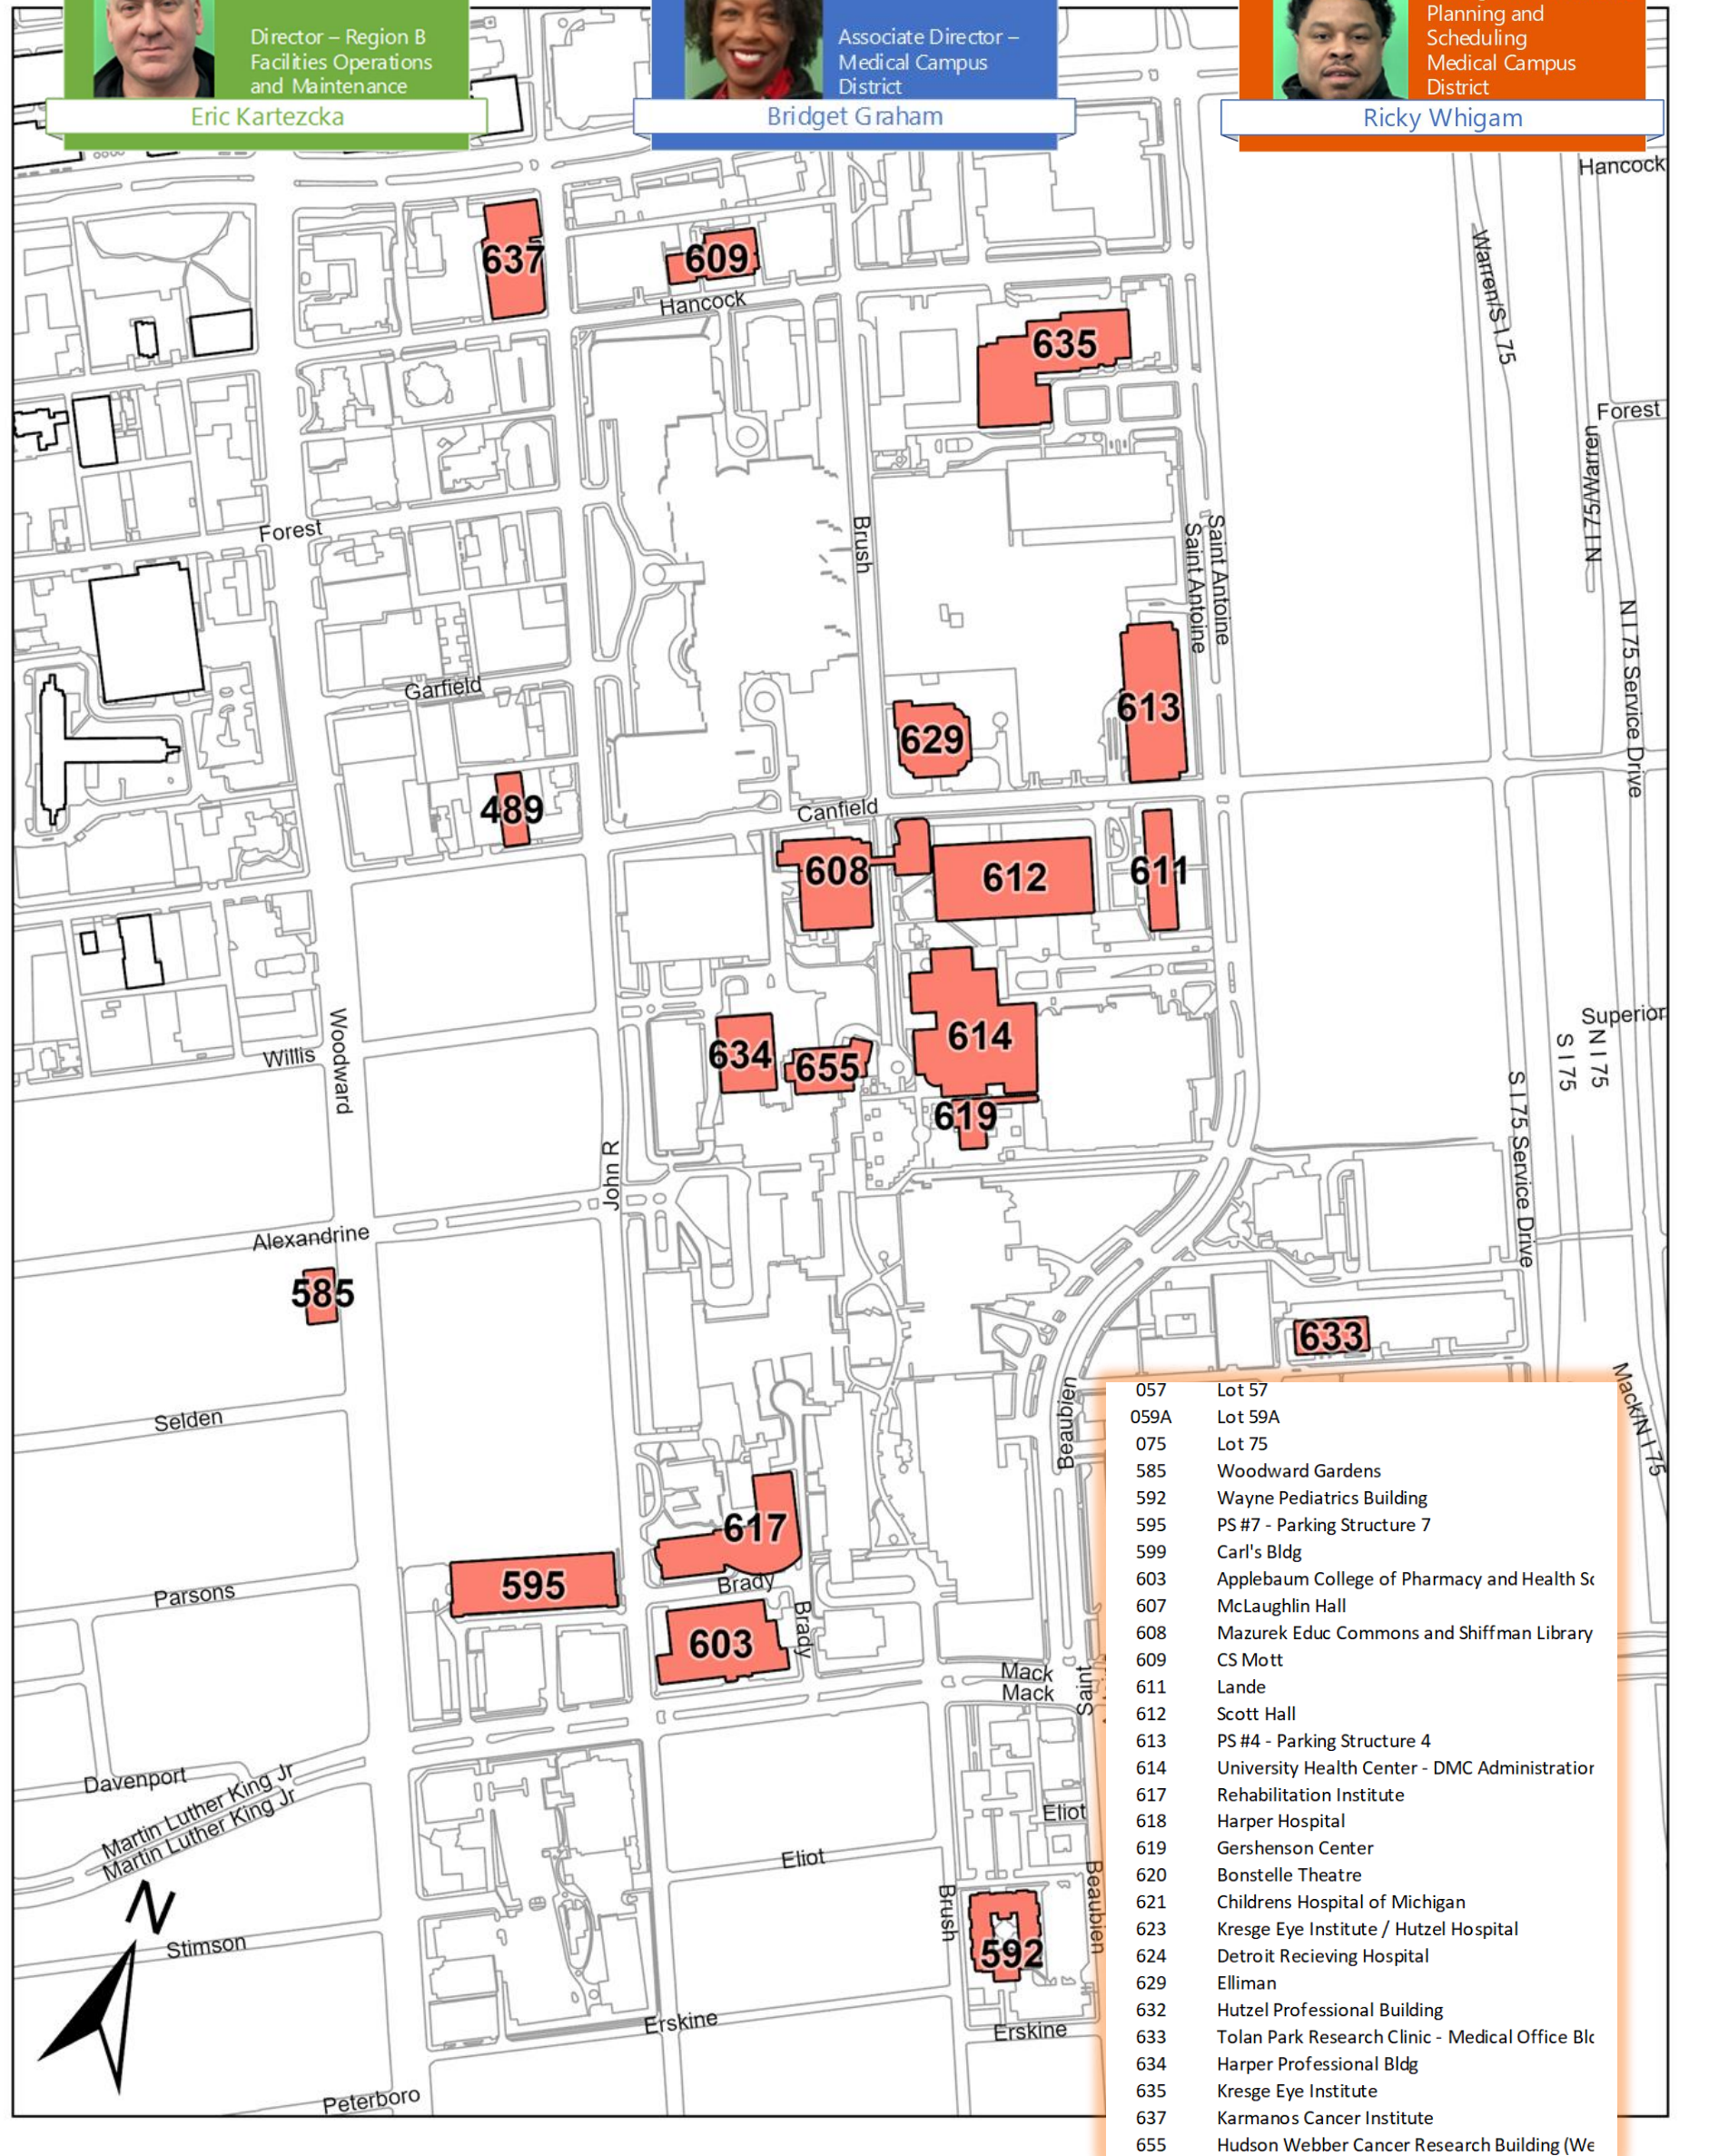 Director – Region B
Facilities Operations
and Maintenance
Eric Kartezcka
Associate Director –
Medical Campus
District
Bridget Graham
Planning and
Scheduling
Medical Campus
District
Ricky Whigam
Hancock
637
609
Hancock
Warren/S I 75
635
Forest
N I 75/Warren
Forest
Brush
Saint Antoine
Saint Antoine
N I 75 Service Drive
Garfield
613
629
489
Canfield
608
612
611
Woodward
Willis
634
655
614
Superior
S I 75
N I 75
619
S I 75 Service Drive
John R
Alexandrine
585
633
Selden
Beaubien
Mack/N I 75
617
Parsons
595
Brady
Brady
603
Mack
Mack
Saint
Davenport
Martin Luther King Jr
Martin Luther King Jr
Eliot
Eliot
N
Brush
Beaubien
592
Stimson
Erskine
Erskine
Peterboro
057 Lot 57
059A Lot 59A
075 Lot 75
585 Woodward Gardens
592 Wayne Pediatrics Building
595 PS #7 - Parking Structure 7
599 Carl's Bldg
603 Applebaum College of Pharmacy and Health Sc
607 McLaughlin Hall
608 Mazurek Educ Commons and Shiffman Library
609 CS Mott
611 Lande
612 Scott Hall
613 PS #4 - Parking Structure 4
614 University Health Center - DMC Administration
617 Rehabilitation Institute
618 Harper Hospital
619 Gershenson Center
620 Bonstelle Theatre
621 Childrens Hospital of Michigan
623 Kresge Eye Institute / Hutzel Hospital
624 Detroit Recieving Hospital
629 Elliman
632 Hutzel Professional Building
633 Tolan Park Research Clinic - Medical Office Bld
634 Harper Professional Bldg
635 Kresge Eye Institute
637 Karmanos Cancer Institute
655 Hudson Webber Cancer Research Building (We